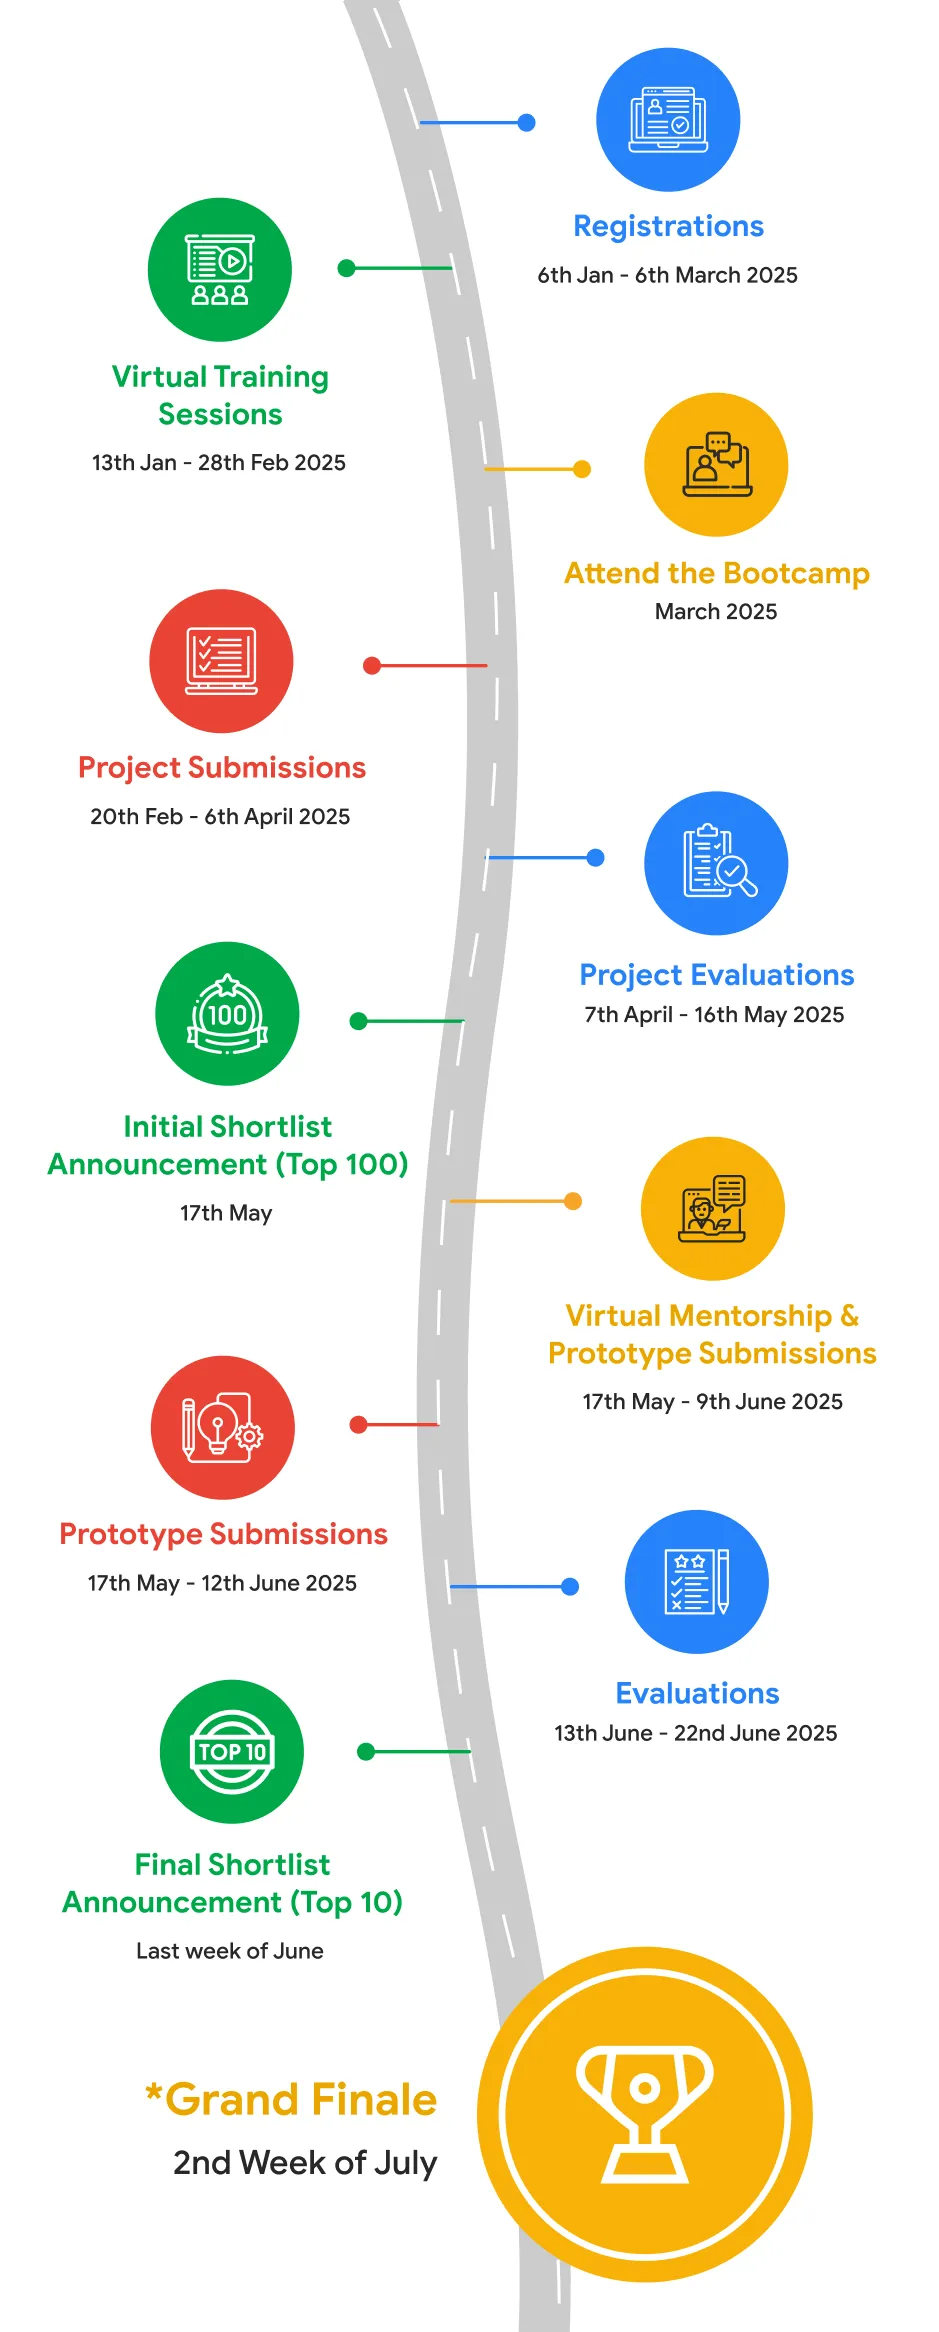 Registrations
6th Jan - 6th March 2025
Virtual Training
Sessions
13th Jan - 28th Feb 2025
Attend the Bootcamp
March 2025
Project Submissions
20th Feb - 6th April 2025
Project Evaluations
7th April - 16th May 2025
100
Initial Shortlist
Announcement (Top 100)
17th May
Virtual Mentorship &
Prototype Submissions
17th May - 9th June 2025
Prototype Submissions
17th May - 12th June 2025
Evaluations
13th June - 22nd June 2025
TOP 10
Final Shortlist
Announcement (Top 10)
Last week of June
*Grand Finale
2nd Week of July